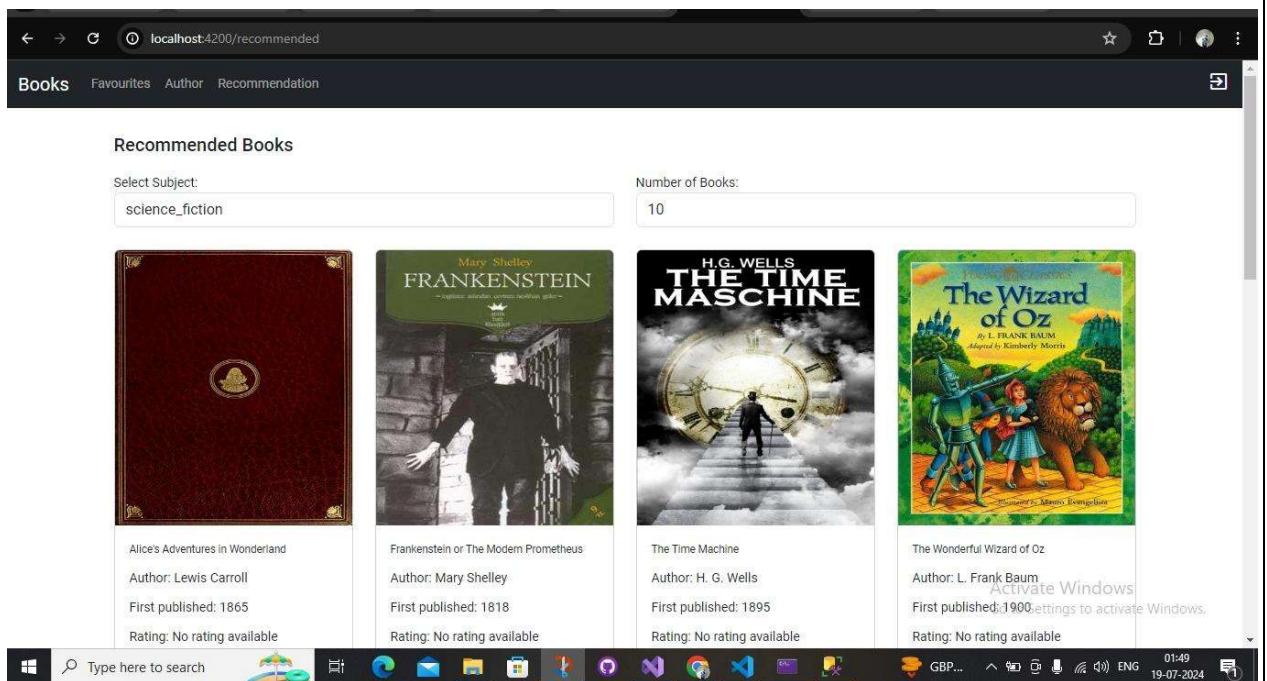 localhost:4200/recommended
Books Favourites Author Recommendation
Recommended Books
Select Subject:
science_fiction
Number of Books:
10
Mary Shelley
FRANKENSTEIN
H.G. WELLS
THE TIME
MASCHINE
The Wizard
of Oz
By L. FRANK BAUM
Adapted by Kimberly Morris
Illustrated by Mauro Evangelista
Alice's Adventures in Wonderland
Author: Lewis Carroll
First published: 1865
Rating: No rating available
Frankenstein or The Modern Prometheus
Author: Mary Shelley
First published: 1818
Rating: No rating available
The Time Machine
Author: H. G. Wells
First published: 1895
Rating: No rating available
The Wonderful Wizard of Oz
Author: L. Frank Baum
First published: 1900
Rating: No rating available
Activate Windows
Settings to activate Windows.
Type here to search
GBP...
ENG
01:49
19-07-2024
1